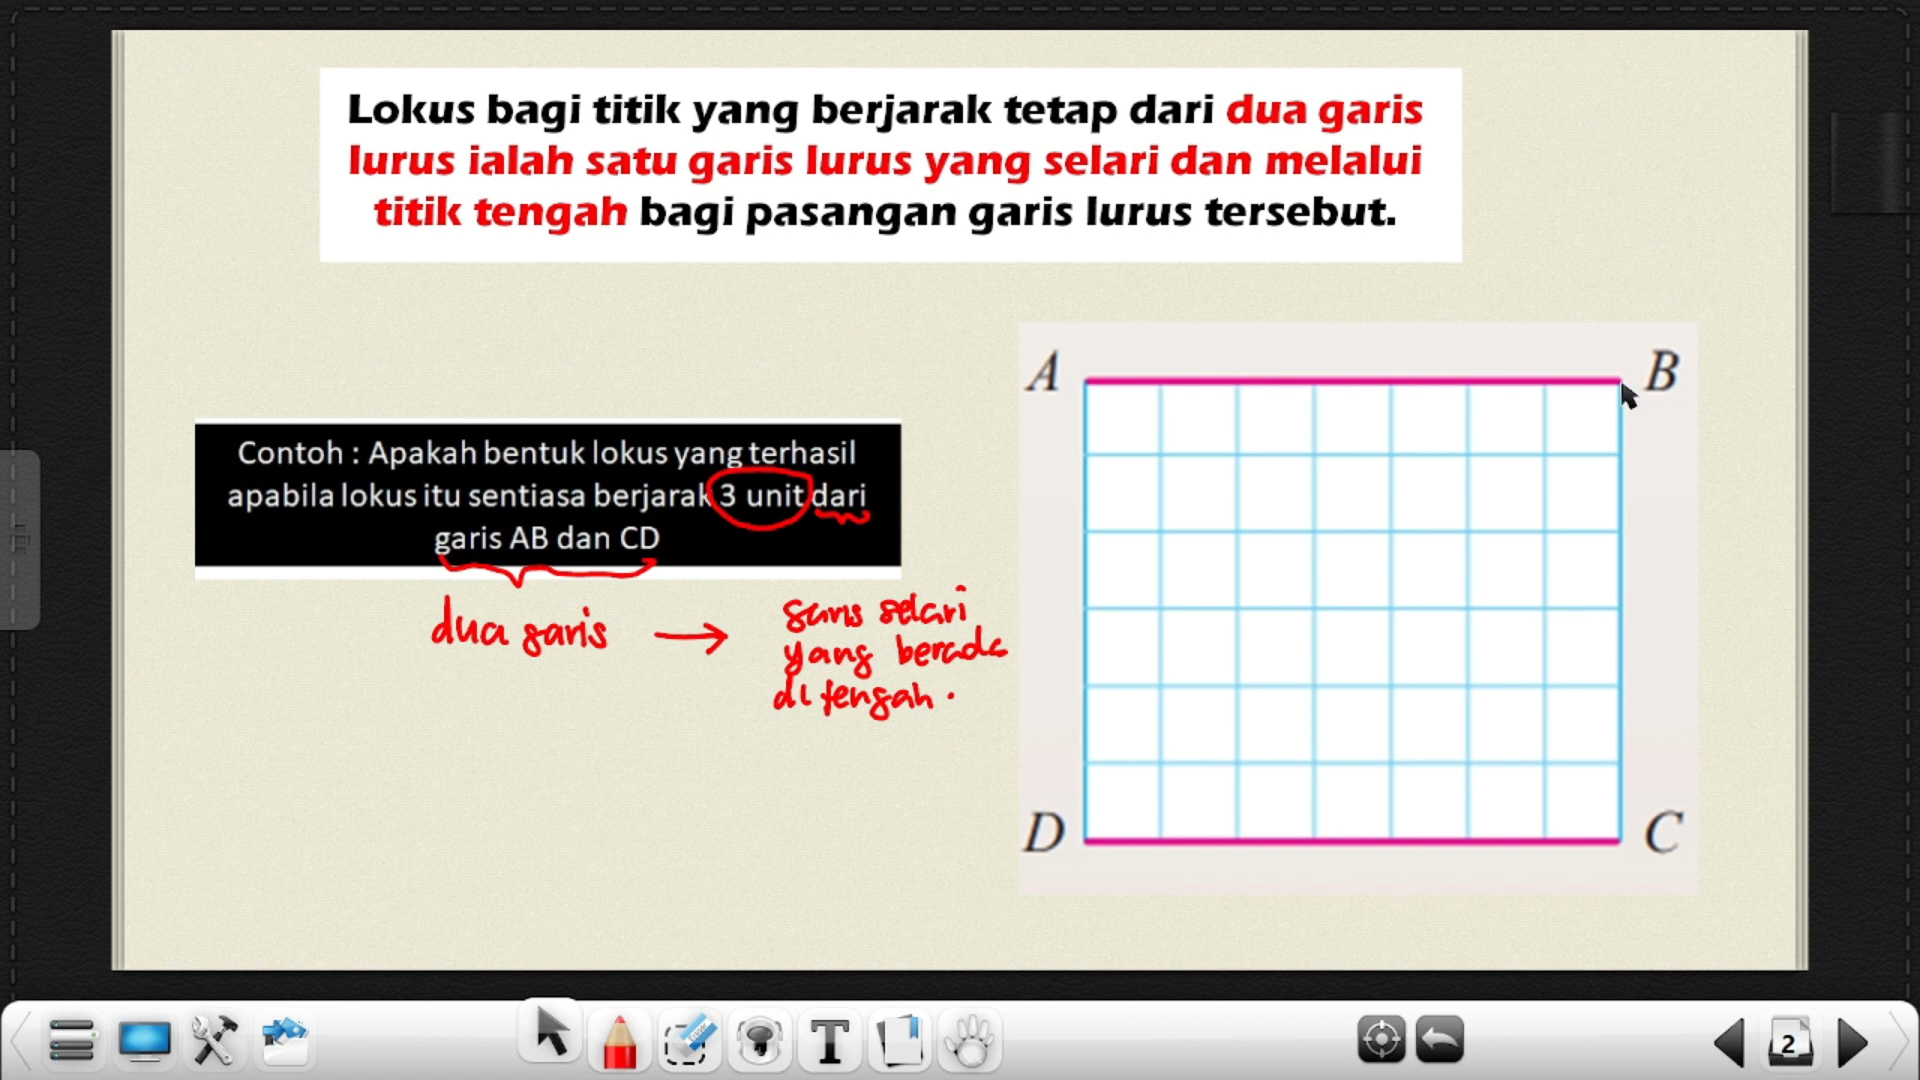 Lokus bagi titik yang berjarak tetap dari dua garis
lurus ialah satu garis lurus yang selari dan melalui
titik tengah bagi pasangan garis lurus tersebut.
Contoh : Apakah bentuk lokus yang terhasil
apabila lokus itu sentiasa berjarak 3 unit dari
garis AB dan CD
dua garis →
garis selari
yang berada
di tengah.
A
B
D
C
T
2